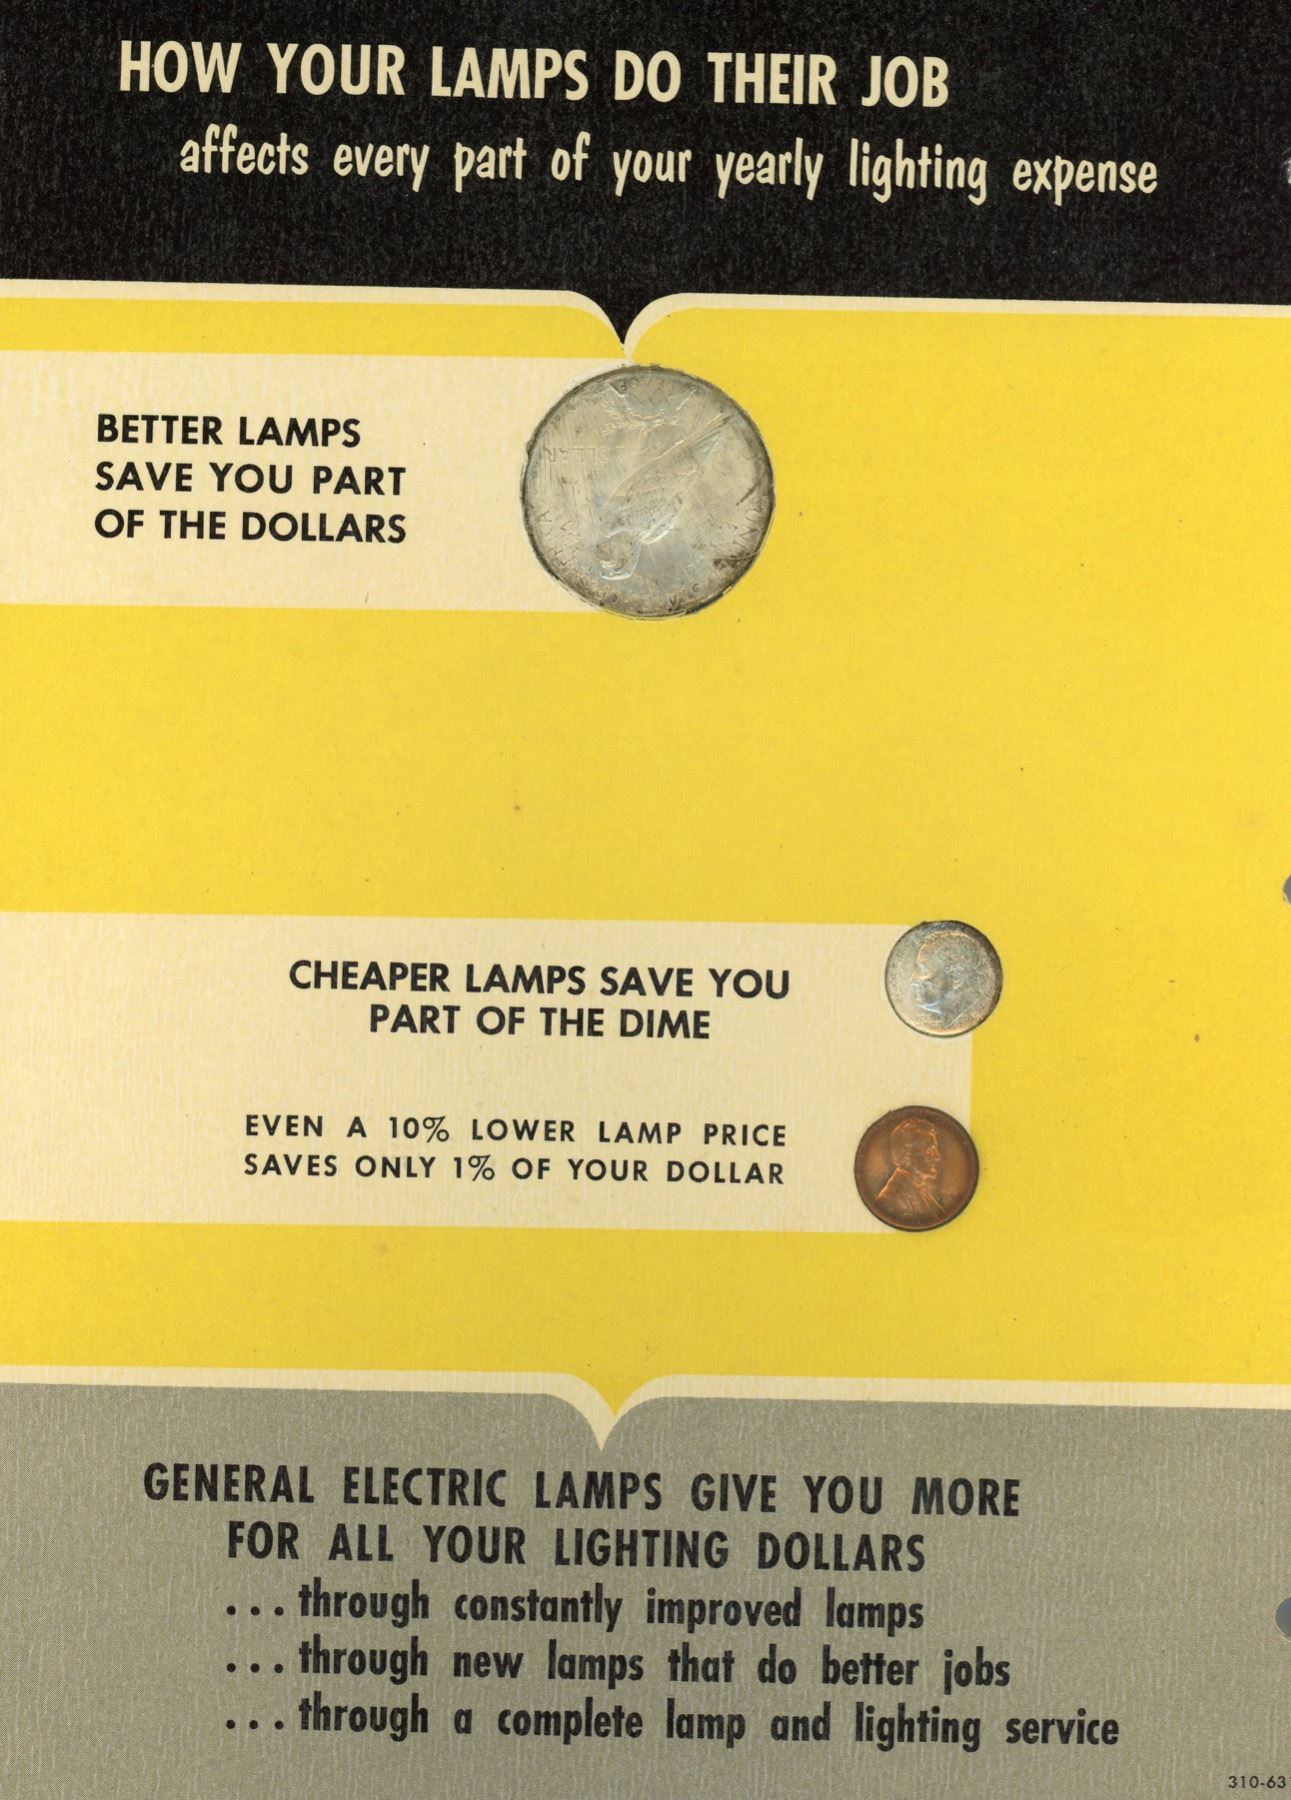 HOW YOUR LAMPS DO THEIR JOB
affects every part of your yearly lighting expense
BETTER LAMPS
SAVE YOU PART
OF THE DOLLARS
CHEAPER LAMPS SAVE YOU
PART OF THE DIME
EVEN A 10% LOWER LAMP PRICE
SAVES ONLY 1% OF YOUR DOLLAR
GENERAL ELECTRIC LAMPS GIVE YOU MORE
FOR ALL YOUR LIGHTING DOLLARS
...through constantly improved lamps
...through new lamps that do better jobs
...through a complete lamp and lighting service
310-63